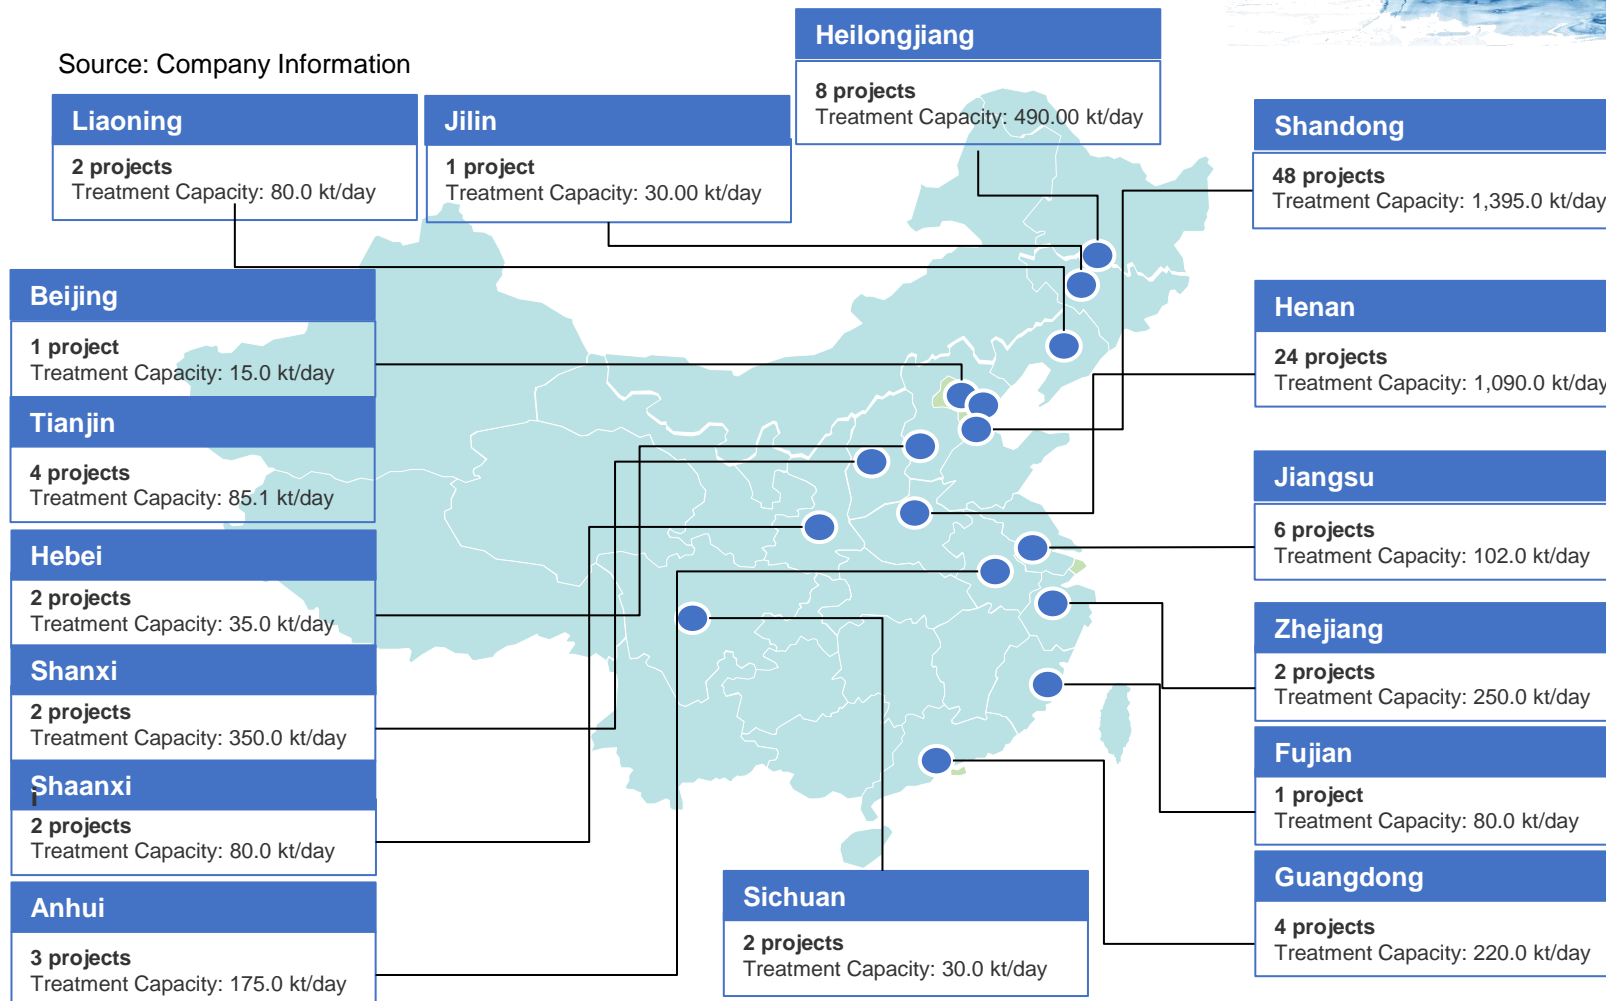 Source: Company Information
Heilongjiang
8 projects
Treatment Capacity: 490.00 kt/day
Liaoning
2 projects
Treatment Capacity: 80.0 kt/day
Jilin
1 project
Treatment Capacity: 30.00 kt/day
Shandong
48 projects
Treatment Capacity: 1,395.0 kt/day
Beijing
1 project
Treatment Capacity: 15.0 kt/day
Henan
24 projects
Treatment Capacity: 1,090.0 kt/day
Tianjin
4 projects
Treatment Capacity: 85.1 kt/day
Jiangsu
6 projects
Treatment Capacity: 102.0 kt/day
Hebei
2 projects
Treatment Capacity: 35.0 kt/day
Zhejiang
2 projects
Treatment Capacity: 250.0 kt/day
Shanxi
2 projects
Treatment Capacity: 350.0 kt/day
Fujian
1 project
Treatment Capacity: 80.0 kt/day
Shaanxi
i
2 projects
Treatment Capacity: 80.0 kt/day
Guangdong
4 projects
Treatment Capacity: 220.0 kt/day
Anhui
3 projects
Treatment Capacity: 175.0 kt/day
Sichuan
2 projects
Treatment Capacity: 30.0 kt/day